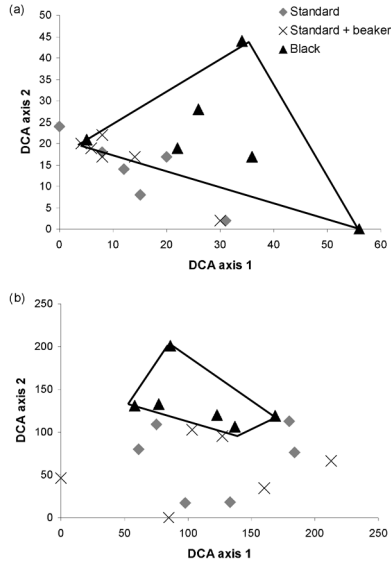 (a)
Standard
Standard + beaker
Black
50
45
40
35
30
25
20
15
10
5
0
DCA axis 2
0 10 20 30 40 50 60
DCA axis 1
(b)
250
200
150
100
50
0
DCA axis 2
0 50 100 150 200 250
DCA axis 1